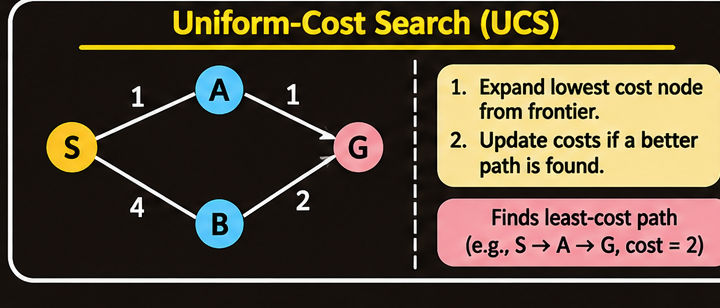 Uniform-Cost Search (UCS)
1
A
1
S
G
4
B
2
1. Expand lowest cost node
from frontier.
2. Update costs if a better
path is found.
Finds least-cost path
(e.g., S → A → G, cost = 2)